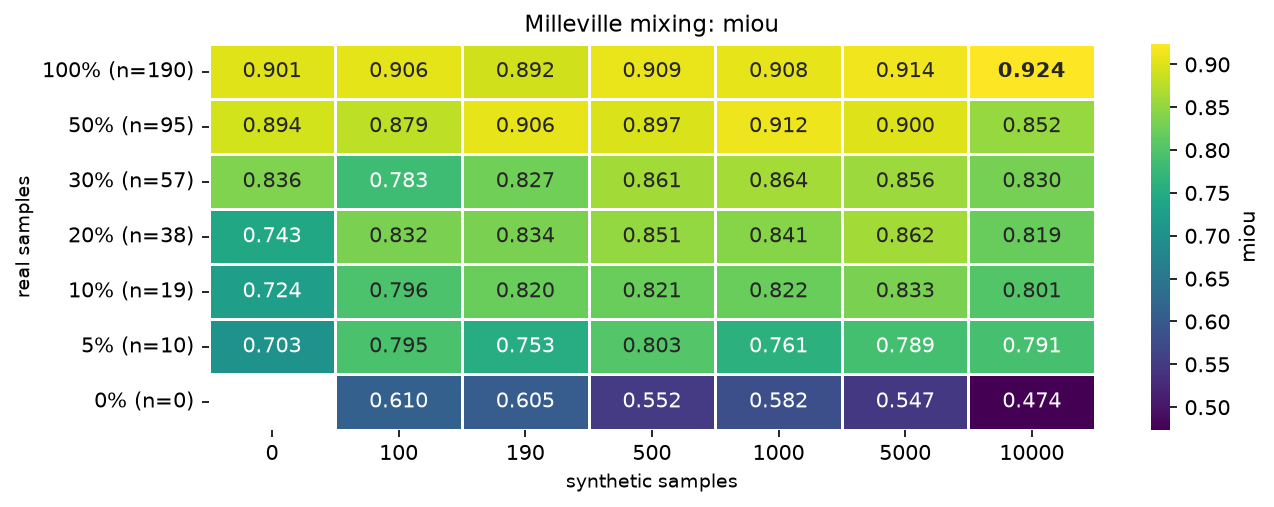 Milleville mixing: miou
100% (n=190) 0.901 0.906 0.892 0.909 0.908 0.914 0.924
50% (n=95) 0.894 0.879 0.906 0.897 0.912 0.900 0.852
30% (n=57) 0.836 0.783 0.827 0.861 0.864 0.856 0.830
20% (n=38) 0.743 0.832 0.834 0.851 0.841 0.862 0.819
10% (n=19) 0.724 0.796 0.820 0.821 0.822 0.833 0.801
5% (n=10) 0.703 0.795 0.753 0.803 0.761 0.789 0.791
0% (n=0) 0.610 0.605 0.552 0.582 0.547 0.474
0 100 190 500 1000 5000 10000
synthetic samples
real samples
0.90
0.85
0.80
0.75
0.70
0.65
0.60
0.55
0.50
miou